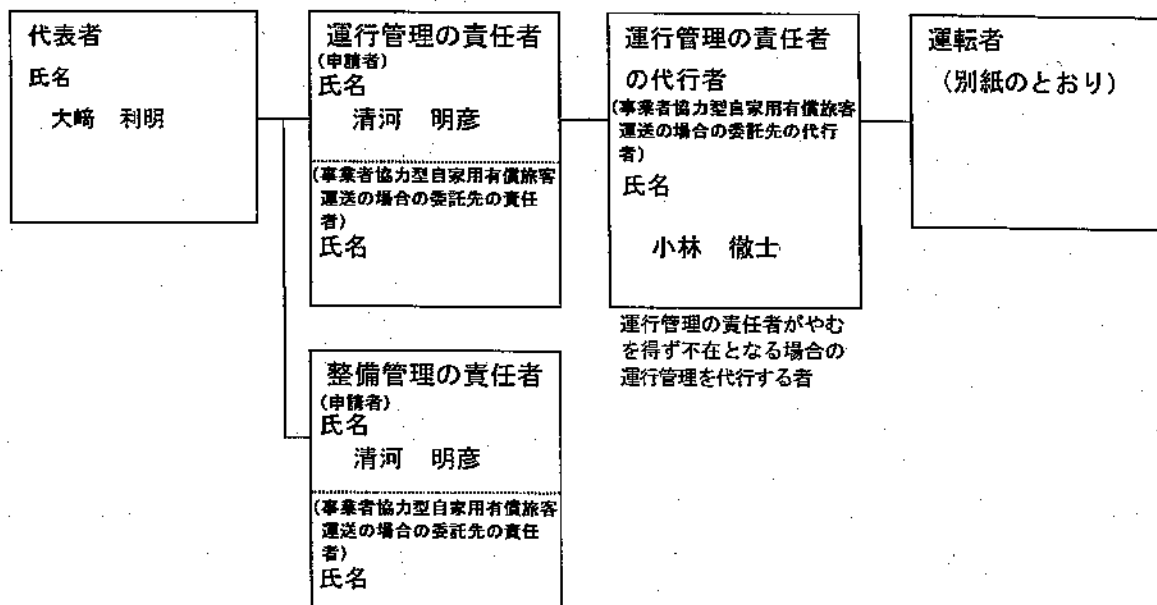 代表者
氏名
大﨑　利明
運行管理の責任者
(申請者)
氏名
清河　明彦
(事業者協力型自家用有償旅客
運送の場合の委託先の責任
者)
氏名
運行管理の責任者
の代行者
(事業者協力型自家用有償旅客
運送の場合の委託先の代行
者)
氏名
小林　徹士
運行管理の責任者がやむ
を得ず不在となる場合の
運行管理を代行する者
運転者
（別紙のとおり）
整備管理の責任者
(申請者)
氏名
清河　明彦
(事業者協力型自家用有償旅客
運送の場合の委託先の責任
者)
氏名